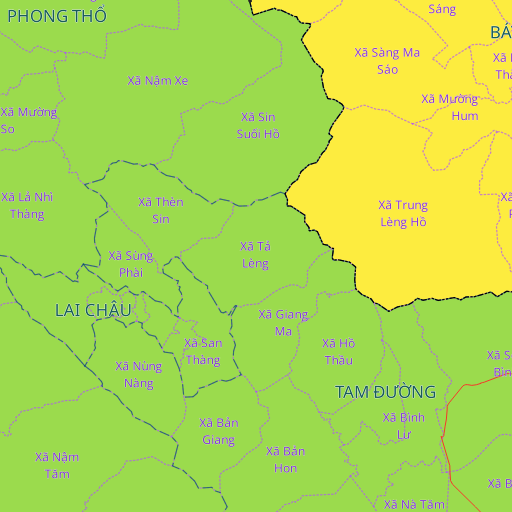 PHONG THỔ
Sáng
Xã Sàng Ma
Sáo
Xã Nậm Xe
Xã Mường
Hum
Xã Mường
So
Xã Sin
Suối Hồ
Xã Lả Nhì
Thàng
Xã Thèn
Sin
Xã Trung
Lèng Hồ
Xã Tả
Lèng
Xã Sùng
Phài
LAI CHÂU
Xã Giang
Ma
Xã San
Thàng
Xã Hồ
Thầu
Xã Nùng
Nàng
TAM ĐƯỜNG
Xã Bản
Giang
Xã Bình
Lư
Xã Bản
Hon
Xã Nậm
Tăm
Xã Nà Tăm